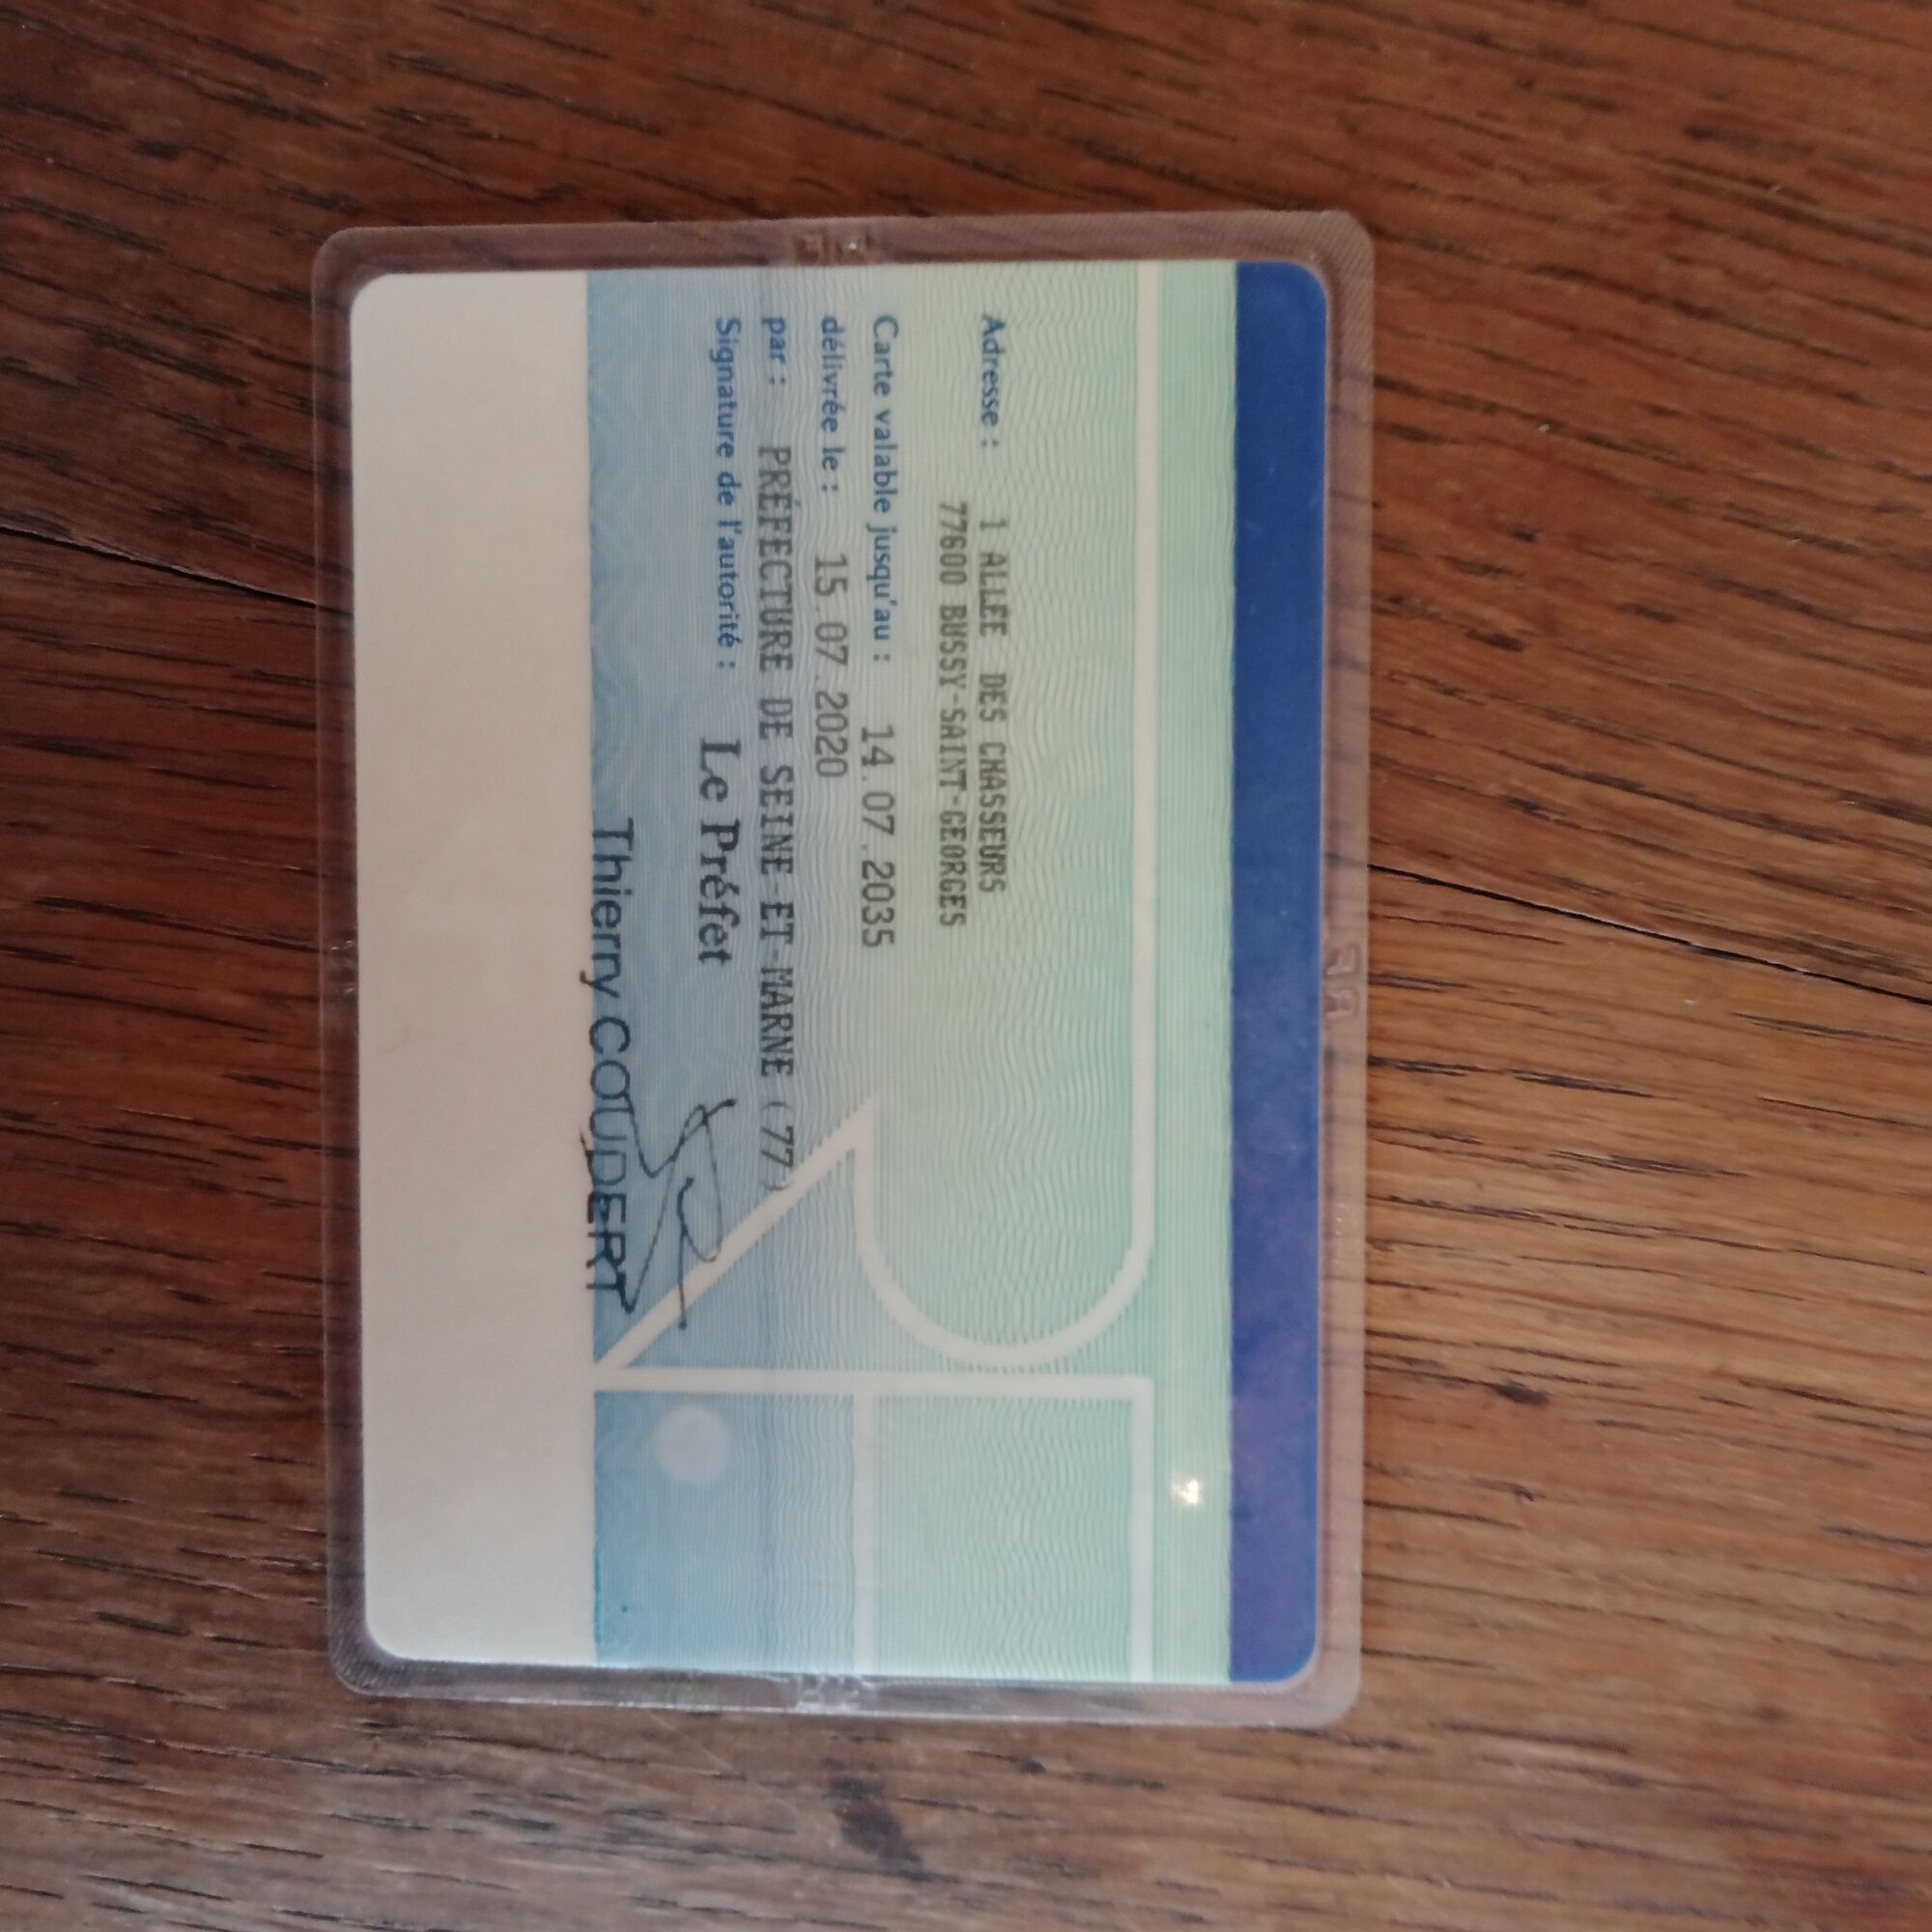 Adresse : 1 ALLÉE DES CHASSEURS
77600 BUSSY-SAINT-GEORGES
Carte valable jusqu'au : 14.07.2035
délivrée le : 15.07.2020
par : PRÉFECTURE DE SEINE-ET-MARNE (77)
Signature de l'autorité : Le Préfet
Thierry COUDERT